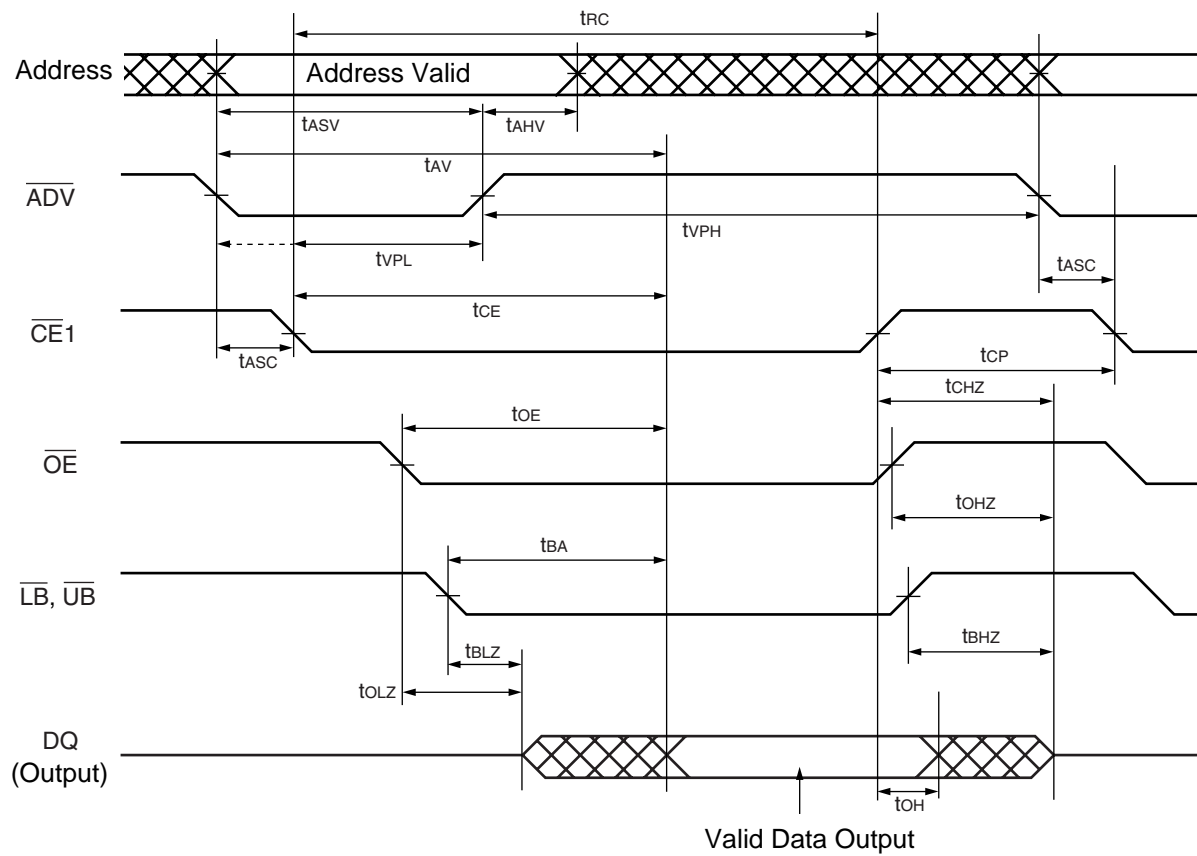 tRC
Address
Address Valid
tASV
tAHV
tAV
ADV
tVPL
tVPH
tASC
tCE
CE1
tASC
tCP
tCHZ
tOE
OE
tOHZ
tBA
LB, UB
tBHZ
tBLZ
tOLZ
DQ
(Output)
tOH
Valid Data Output